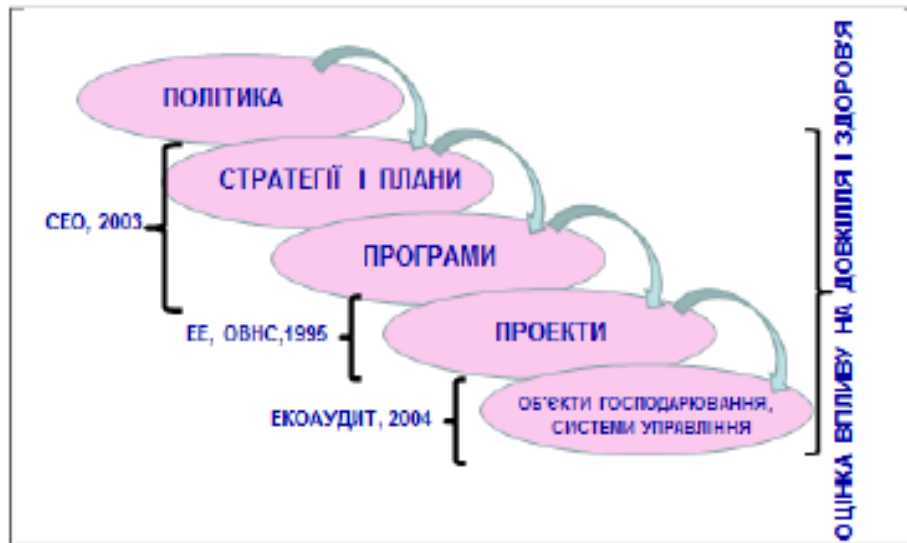 ПОЛІТИКА
СТРАТЕГІЇ І ПЛАНИ
СЕО, 2003
ПРОГРАМИ
ЕЕ, ОВНС,1995
ПРОЕКТИ
ЕКОАУДИТ, 2004
ОБ'ЄКТИ ГОСПОДАРЮВАННЯ,
СИСТЕМИ УПРАВЛІННЯ
ОЦІНКА ВПЛИВУ НА ДОВКІЛЛЯ І ЗДОРОВ'Я